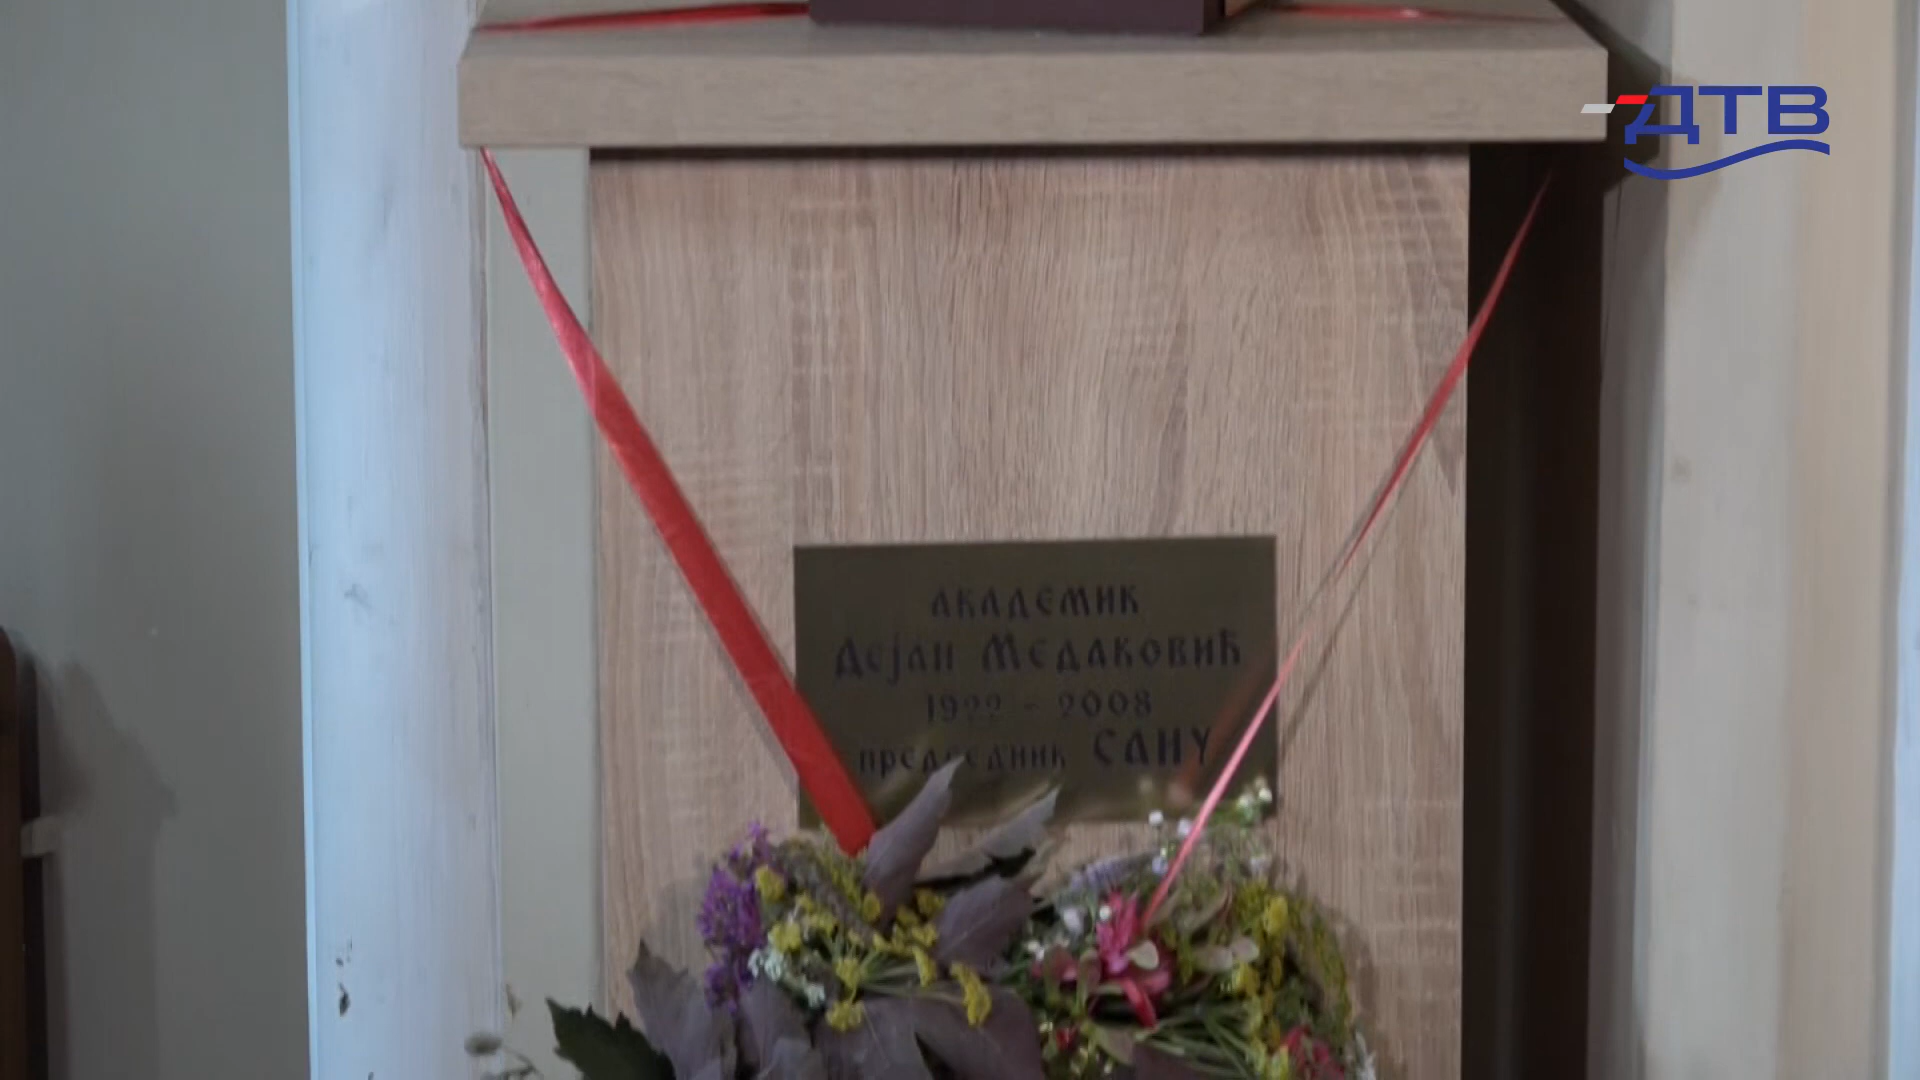 ДТВ
академик
Дејан Медаковић
1922 - 2008
председник САНУ